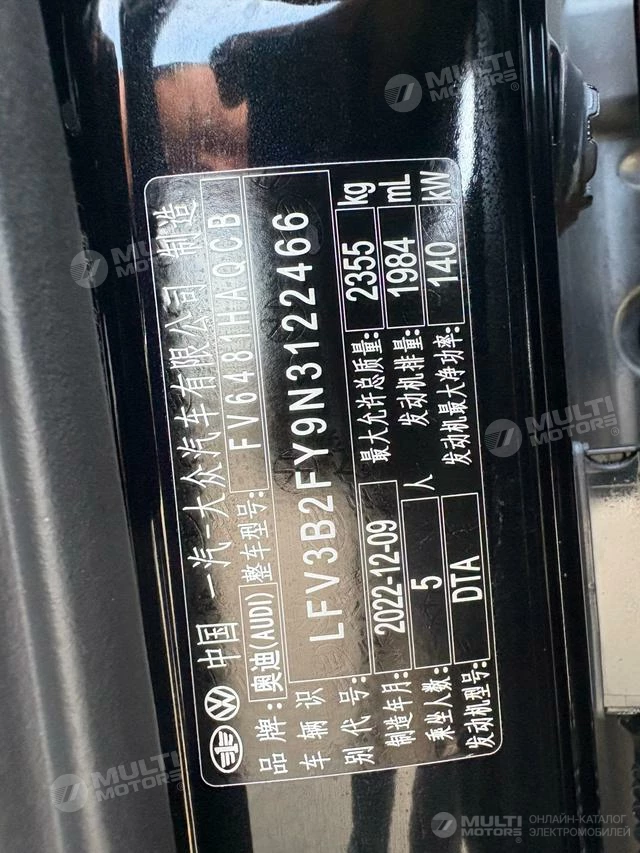 中国 一汽-大众汽车有限公司 制造
品牌: 奥迪(AUDI) 整车型号: FV6481HAQCB
车辆识别代号: LFV3B2FY9N3122466
制造年月: 2022-12-09 最大允许总质量: 2355 kg
乘坐人数: 5 人 发动机排量: 1984 mL
发动机型号: DTA 发动机最大净功率: 140 kW
MULTI MOTORS®
MULTI MOTORS®
MULTI MOTORS®
MULTI MOTORS®
MULTI MOTORS® ОНЛАЙН-КАТАЛОГ ЭЛЕКТРОМОБИЛЕЙ